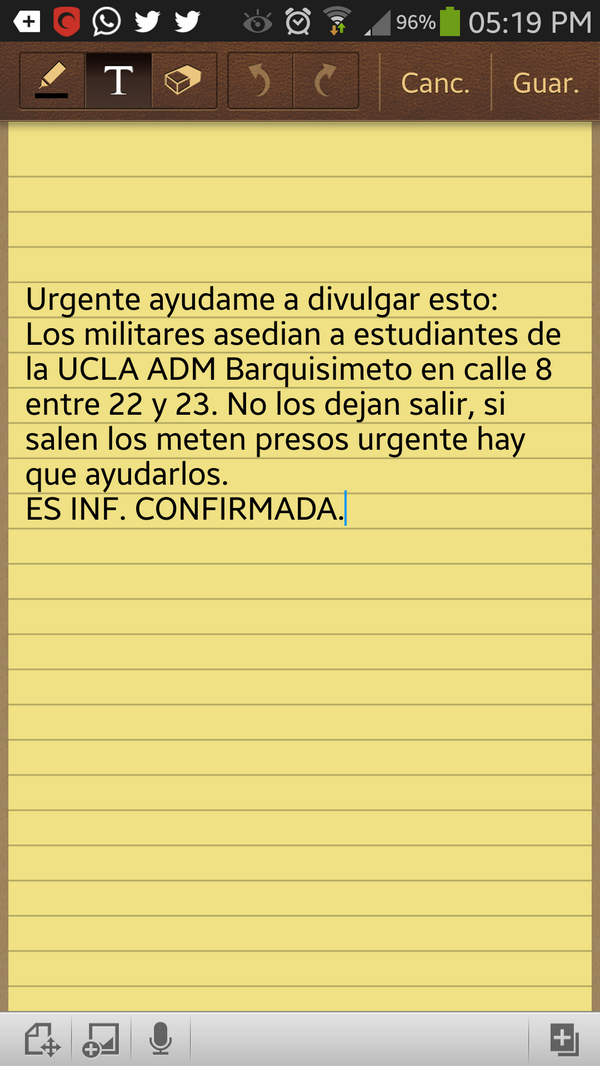 96% 05:19 PM
T Canc. Guar.
Urgente ayudame a divulgar esto:
Los militares asedian a estudiantes de
la UCLA ADM Barquisimeto en calle 8
entre 22 y 23. No los dejan salir, si
salen los meten presos urgente hay
que ayudarlos.
ES INF. CONFIRMADA.